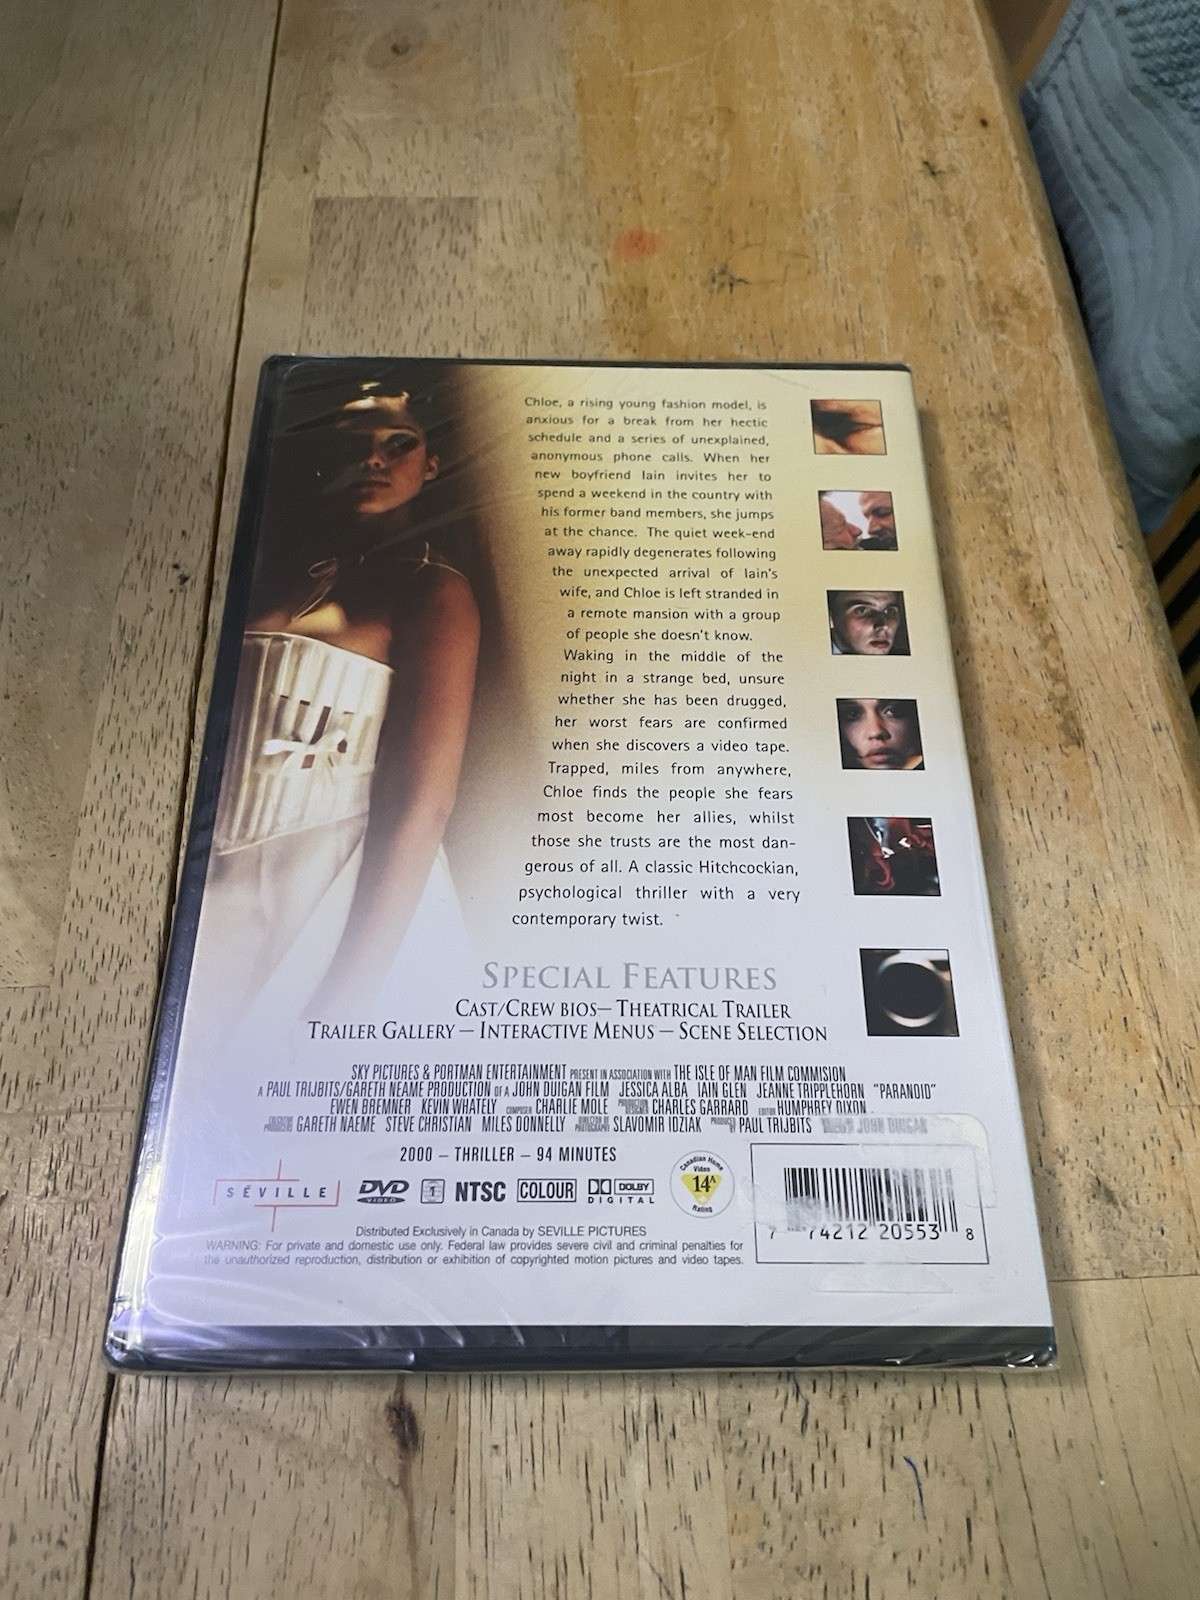 Chloe, a rising young fashion model, is
anxious for a break from her hectic
schedule and a series of unexplained,
anonymous phone calls. When her
new boyfriend Iain invites her to
spend a weekend in the country with
his former band members, she jumps
at the chance. The quiet week-end
away rapidly degenerates following
the unexpected arrival of Iain's
wife, and Chloe is left stranded in
a remote mansion with a group
of people she doesn't know.
Waking in the middle of the
night in a strange bed, unsure
whether she has been drugged,
her worst fears are confirmed
when she discovers a video tape.
Trapped, miles from anywhere,
Chloe finds the people she fears
most become her allies, whilst
those she trusts are the most dan-
gerous of all. A classic Hitchcockian,
psychological thriller with a very
contemporary twist.
SPECIAL FEATURES
CAST/CREW BIOS— THEATRICAL TRAILER
TRAILER GALLERY — INTERACTIVE MENUS — SCENE SELECTION
SKY PICTURES & PORTMAN ENTERTAINMENT PRESENT IN ASSOCIATION WITH THE ISLE OF MAN FILM COMMISION
A PAUL TRIJBITS/GARETH NEAME PRODUCTION OF A JOHN DUIGAN FILM JESSICA ALBA IAIN GLEN JEANNE TRIPPLEHORN "PARANOID"
EWEN BREMNER KEVIN WHATELY COMPOSER CHARLIE MOLE PRODUCTION DESIGNER CHARLES GARRARD EDITOR HUMPHREY DIXON
EXECUTIVE PRODUCERS GARETH NAEME STEVE CHRISTIAN MILES DONNELLY DIRECTOR OF PHOTOGRAPHY SLAVOMIR IDZIAK PRODUCED BY PAUL TRIJBITS JOHN DUIGAN
2000 – THRILLER – 94 MINUTES
SÉVILLE
DVD VIDEO
1
NTSC
COLOUR
DOLBY DIGITAL
Canadian Home Video 14A Rating
7 74212 20553 8
Distributed Exclusively in Canada by SEVILLE PICTURES
WARNING: For private and domestic use only. Federal law provides severe civil and criminal penalties for
the unauthorized reproduction, distribution or exhibition of copyrighted motion pictures and video tapes.